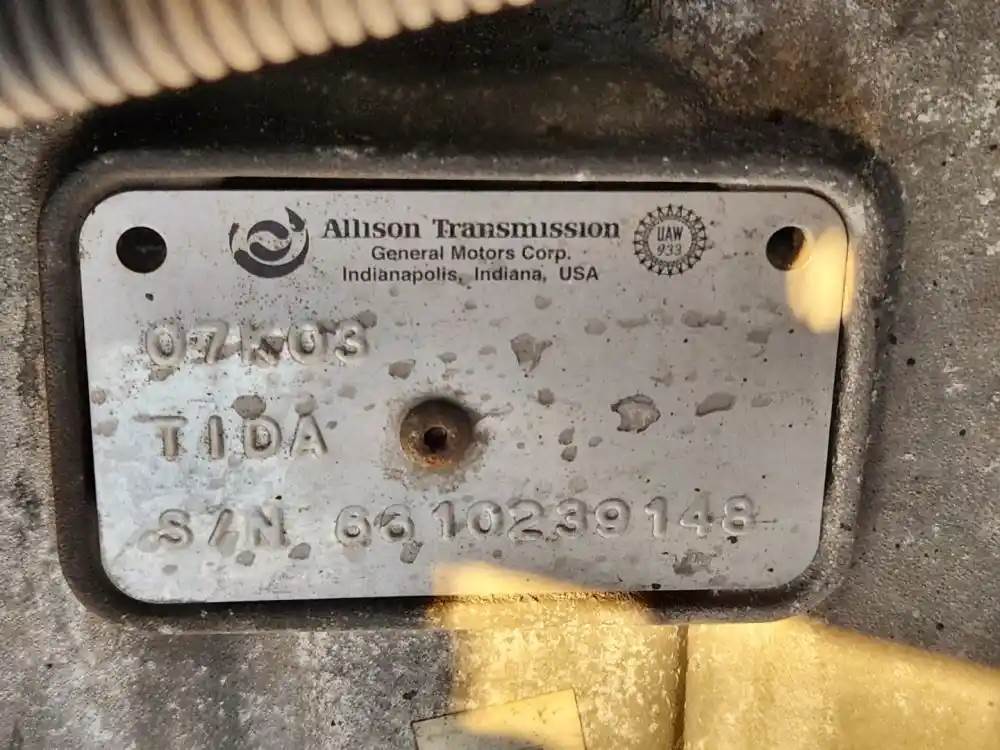 Allison Transmission
General Motors Corp.
Indianapolis, Indiana, USA
UAW
933
07K03
TIDA
S/N 6610239148